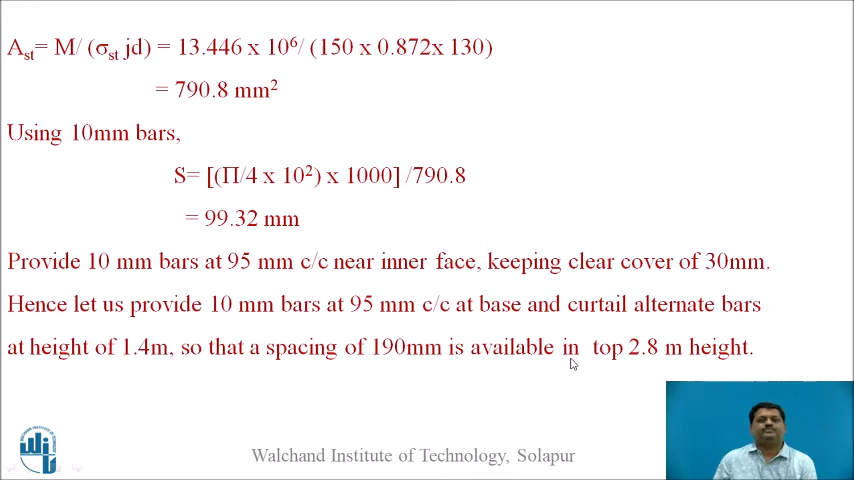 Ast= M/ (σst jd) = 13.446 x 10⁶/ (150 x 0.872x 130)
= 790.8 mm²
Using 10mm bars,
S= [(Π/4 x 10²) x 1000] /790.8
= 99.32 mm
Provide 10 mm bars at 95 mm c/c near inner face, keeping clear cover of 30mm.
Hence let us provide 10 mm bars at 95 mm c/c at base and curtail alternate bars
at height of 1.4m, so that a spacing of 190mm is available in top 2.8 m height.
Walchand Institute of Technology, Solapur